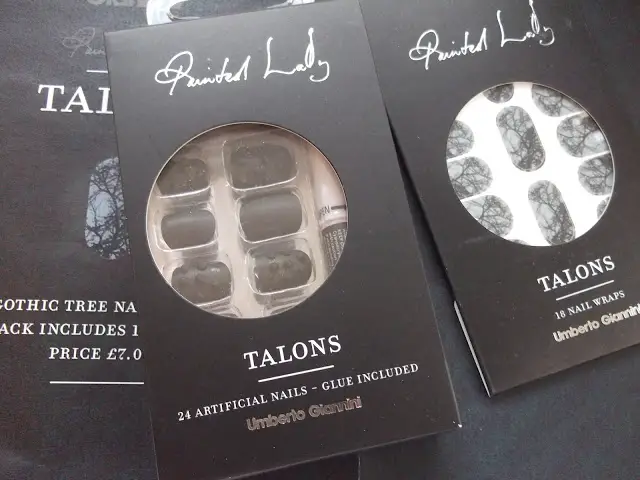 Painted Lady
TALONS
24 ARTIFICIAL NAILS – GLUE INCLUDED
Umberto Giannini
Painted Lady
TALONS
18 NAIL WRAPS
Umberto Giannini
TAL
GOTHIC TREE NA
ACK INCLUDES 1
PRICE £7.0